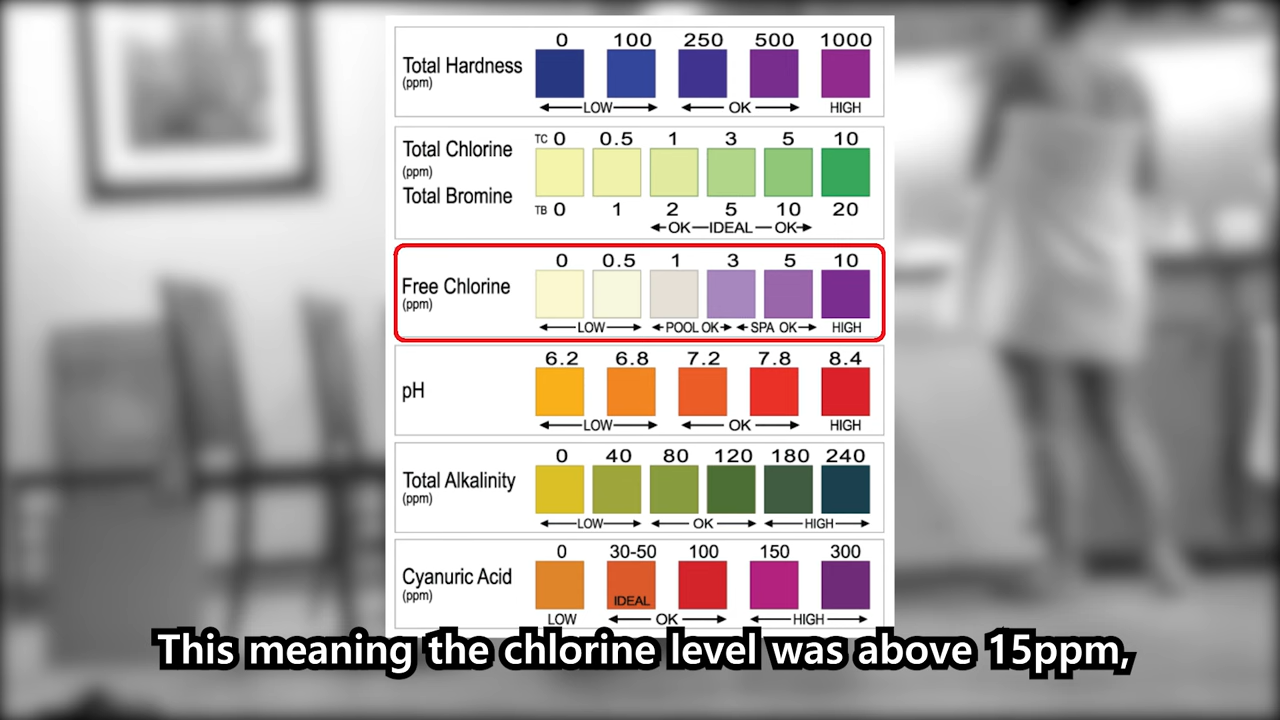 0 100 250 500 1000
Total Hardness
(ppm)
LOW OK HIGH
TC 0 0.5 1 3 5 10
Total Chlorine
(ppm)
Total Bromine
TB 0 1 2 5 10 20
OK IDEAL OK
0 0.5 1 3 5 10
Free Chlorine
(ppm)
LOW POOL OK SPA OK HIGH
6.2 6.8 7.2 7.8 8.4
pH
LOW OK HIGH
0 40 80 120 180 240
Total Alkalinity
(ppm)
LOW OK HIGH
0 30-50 100 150 300
Cyanuric Acid
(ppm)
IDEAL
LOW OK HIGH
This meaning the chlorine level was above 15ppm,